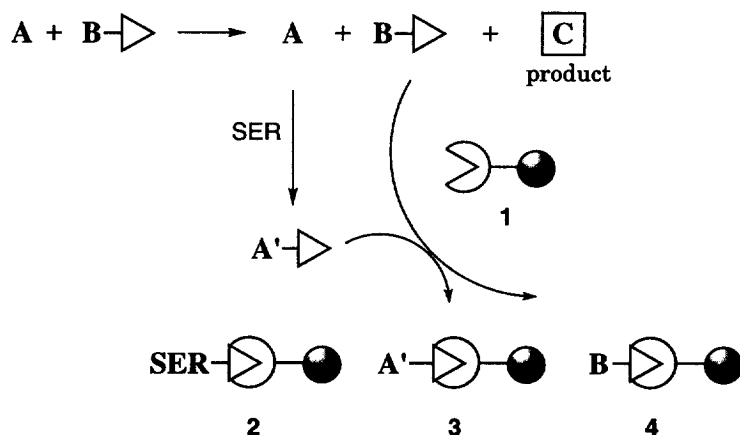 A + B A + B + C
product
SER
1
A'
SER A' B
2 3 4